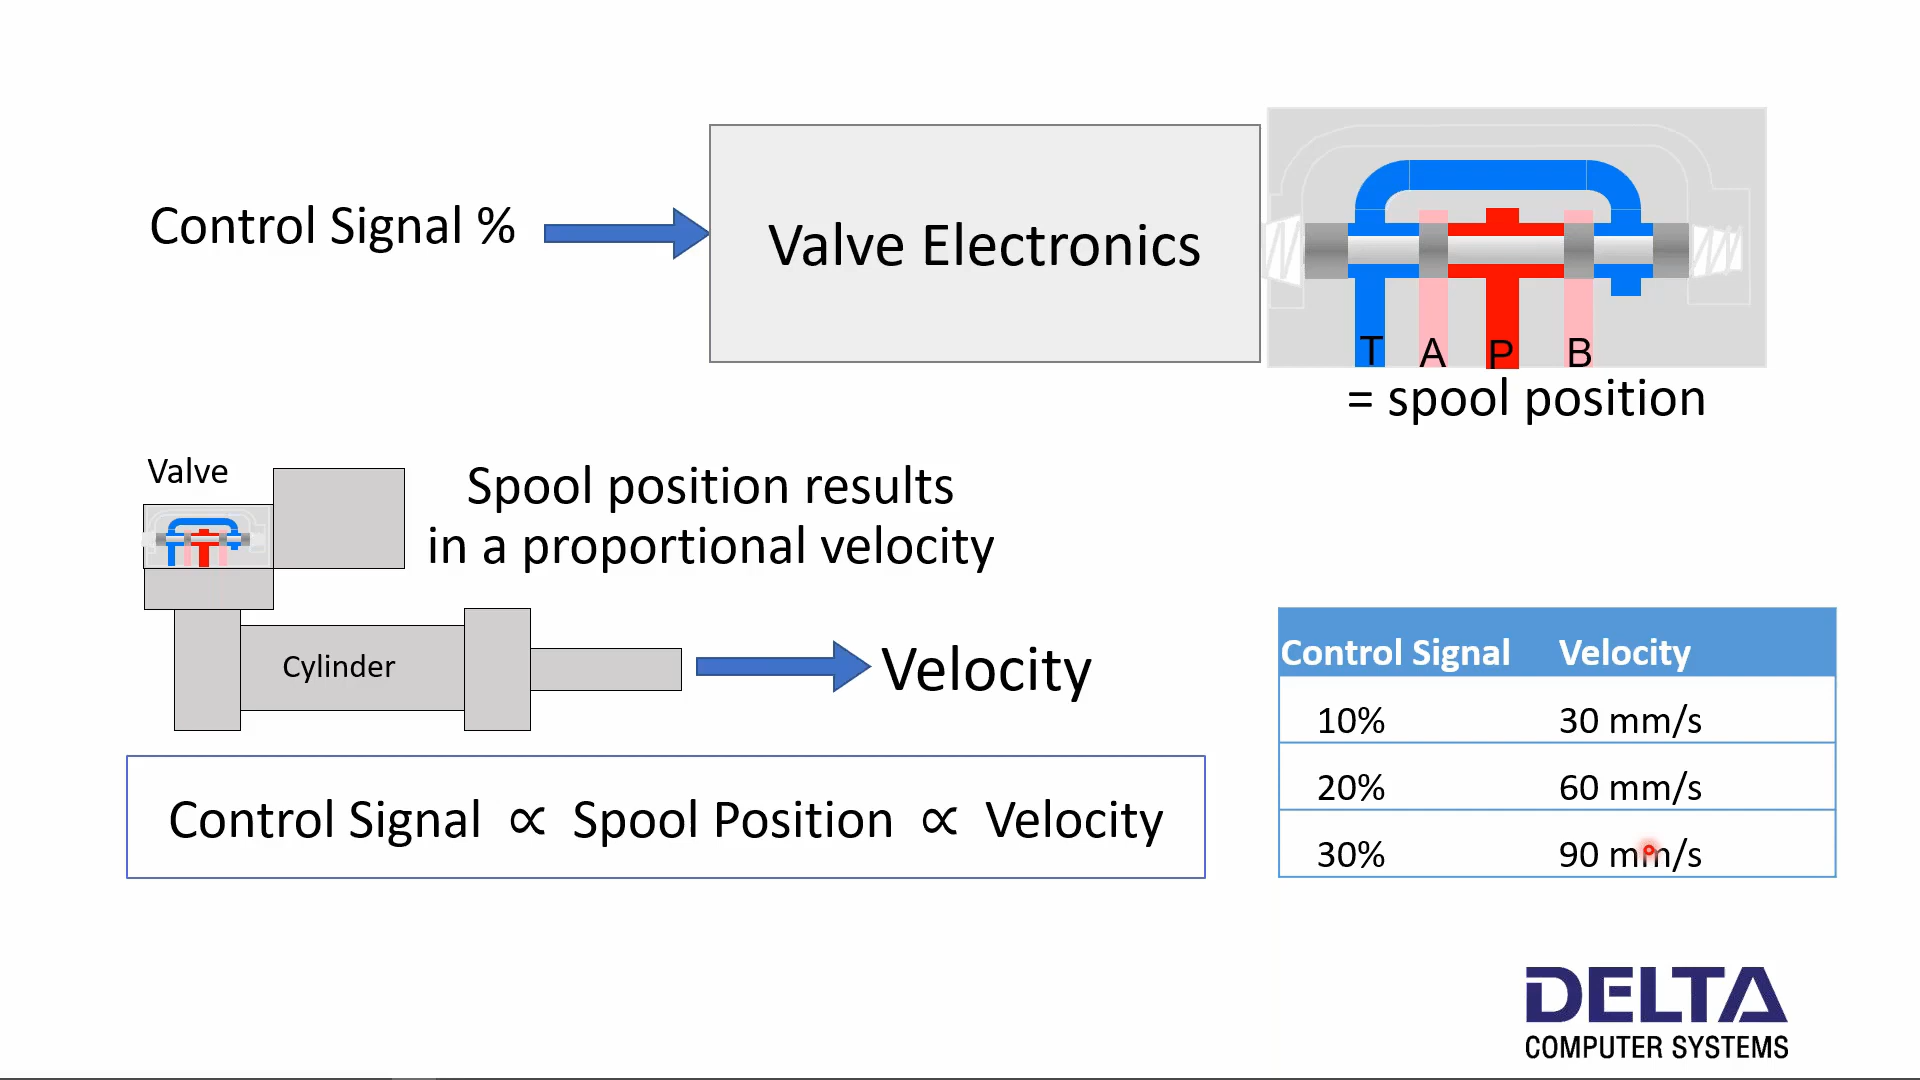 Control Signal %
Valve Electronics
T A P B
= spool position
Valve
Spool position results
in a proportional velocity
Cylinder
Velocity
Control Signal ∝ Spool Position ∝ Velocity
Control Signal Velocity
10% 30 mm/s
20% 60 mm/s
30% 90 mm/s
DELTA
COMPUTER SYSTEMS